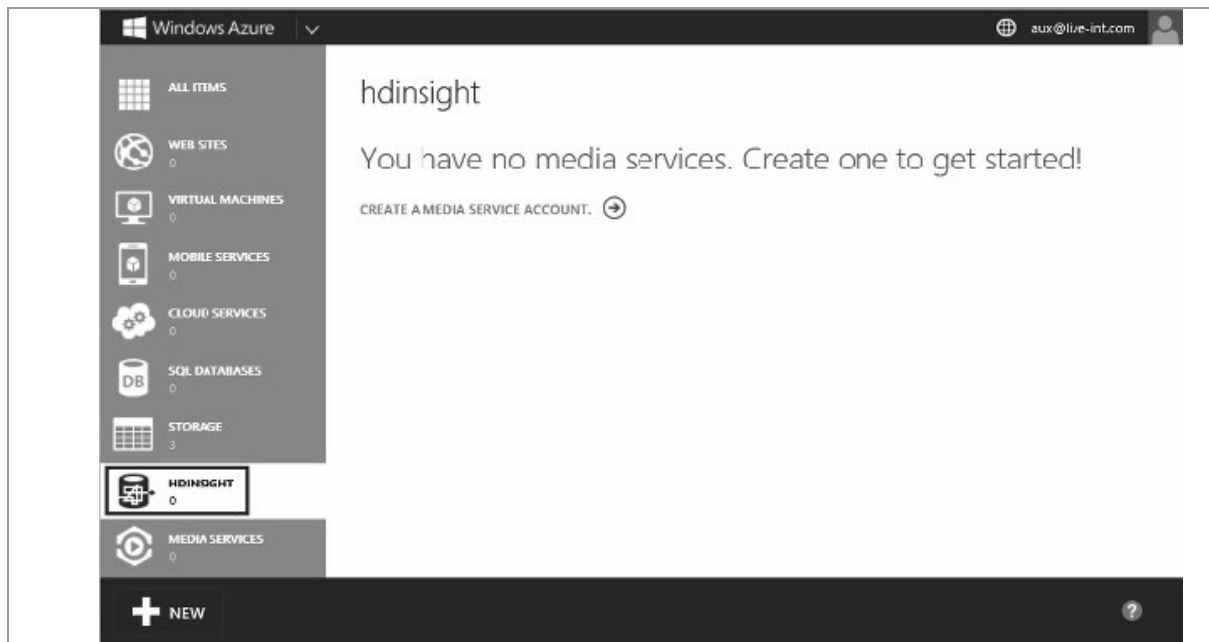 Windows Azure
aux@live-int.com
ALL ITEMS
WEB SITES
0
VIRTUAL MACHINES
0
MOBILE SERVICES
0
CLOUD SERVICES
0
DB
SQL DATABASES
0
STORAGE
3
HDINSIGHT
0
MEDIA SERVICES
0
hdinsight
You have no media services. Create one to get started!
CREATE A MEDIA SERVICE ACCOUNT.
NEW
?